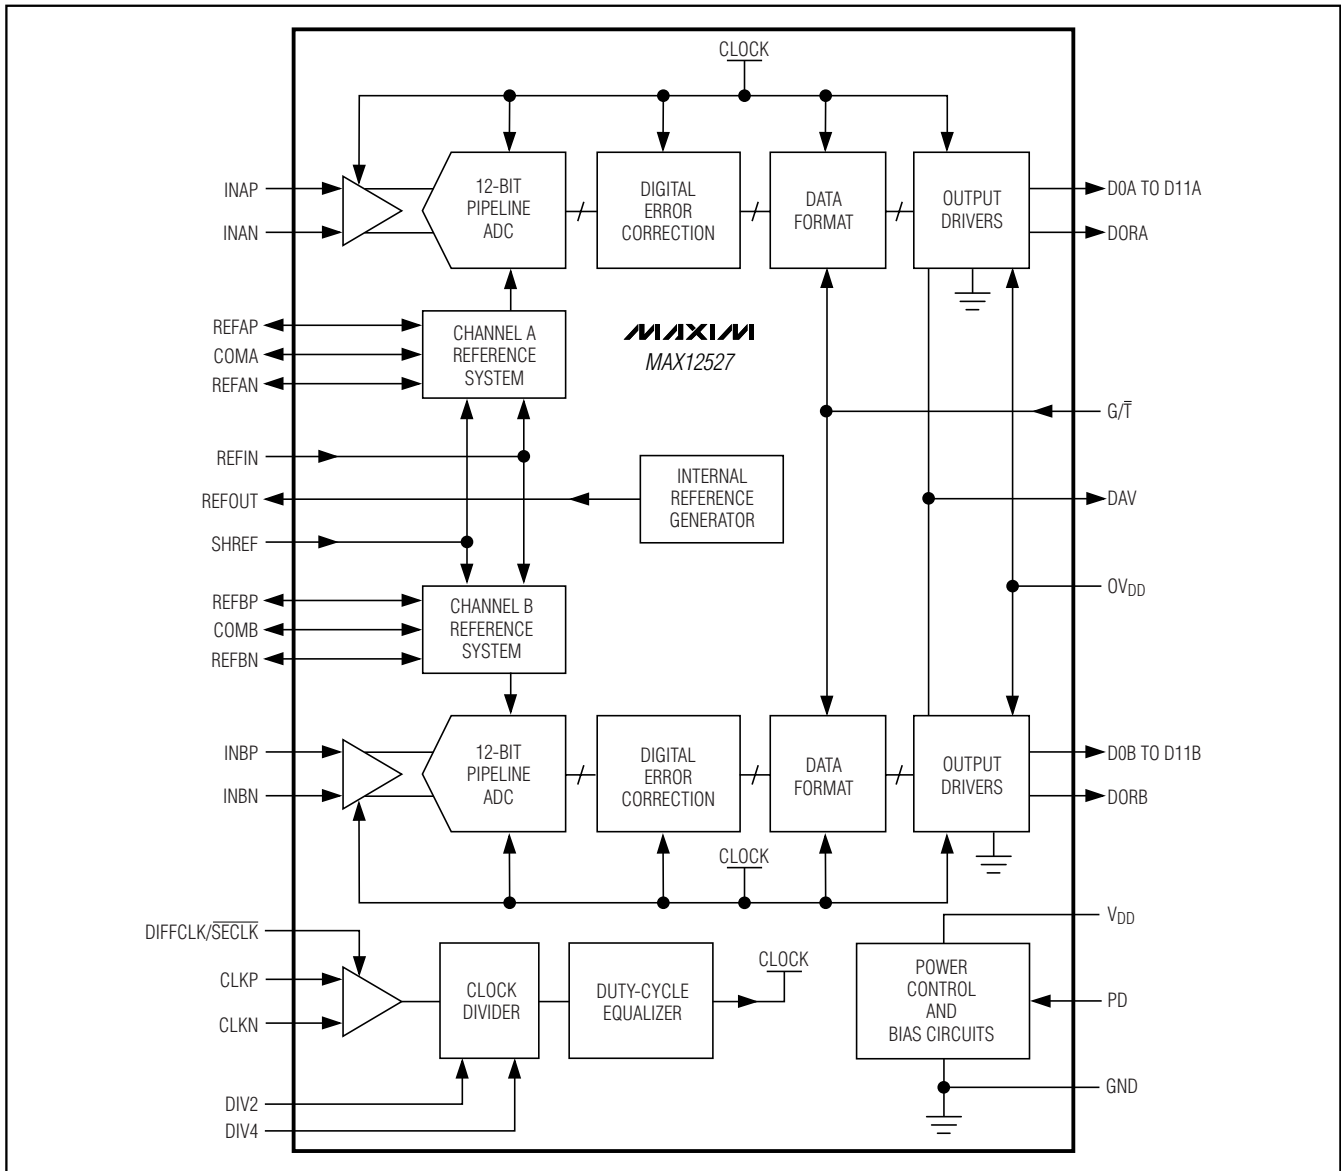 CLOCK
INAP
INAN
12-BIT
PIPELINE
ADC
DIGITAL
ERROR
CORRECTION
DATA
FORMAT
OUTPUT
DRIVERS
D0A TO D11A
DORA
REFAP
COMA
REFAN
CHANNEL A
REFERENCE
SYSTEM
MAXIM
MAX12527
G/T̅
REFIN
REFOUT
SHREF
INTERNAL
REFERENCE
GENERATOR
DAV
OVDD
REFBP
COMB
REFBN
CHANNEL B
REFERENCE
SYSTEM
INBP
INBN
12-BIT
PIPELINE
ADC
DIGITAL
ERROR
CORRECTION
DATA
FORMAT
OUTPUT
DRIVERS
D0B TO D11B
DORB
CLOCK
DIFFCLK/S̅E̅C̅L̅K̅
CLKP
CLKN
CLOCK
DIVIDER
DUTY-CYCLE
EQUALIZER
CLOCK
VDD
POWER
CONTROL
AND
BIAS CIRCUITS
PD
GND
DIV2
DIV4